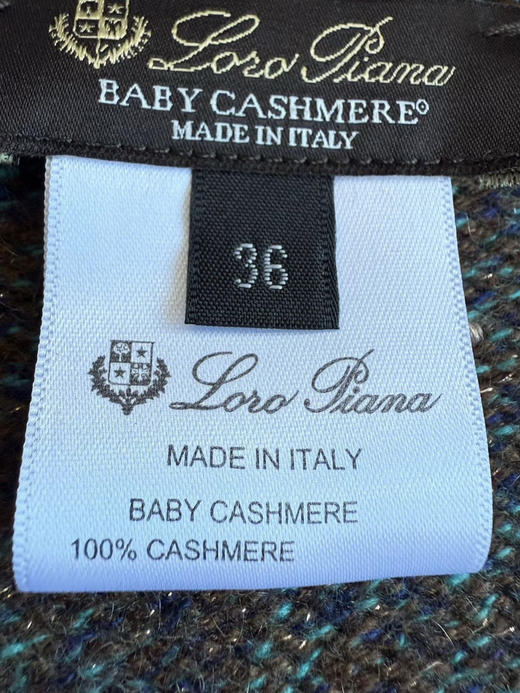 Loro Piana
BABY CASHMERE®
MADE IN ITALY
36
Loro Piana
MADE IN ITALY
BABY CASHMERE
100% CASHMERE